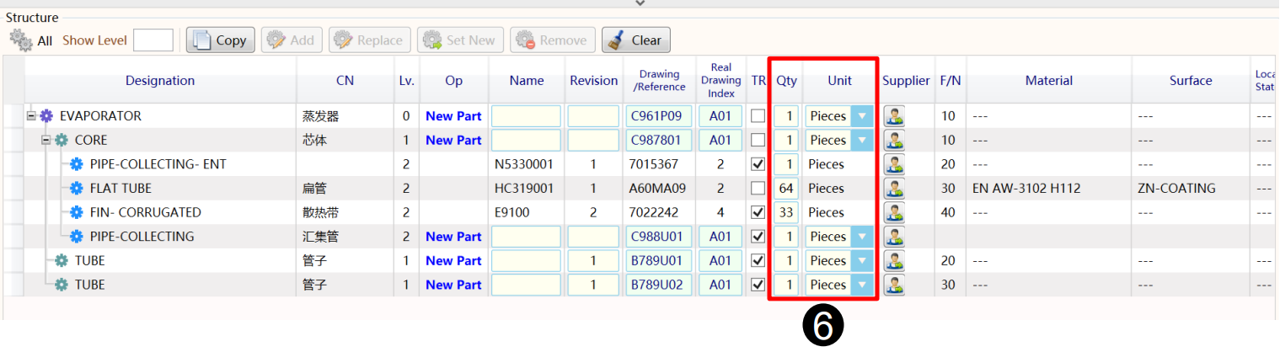 Structure
All Show Level Copy Add Replace Set New Remove Clear
Designation CN Lv. Op Name Revision Drawing /Reference Real Drawing Index TR Qty Unit Supplier F/N Material Surface
EVAPORATOR 蒸发器 0 New Part C961P09 A01 1 Pieces 10 --- ---
CORE 芯体 1 New Part C987801 A01 1 Pieces 10 --- ---
PIPE-COLLECTING- ENT 2 N5330001 1 7015367 2 1 Pieces 20 --- ---
FLAT TUBE 扁管 2 HC319001 1 A60MA09 2 64 Pieces 30 EN AW-3102 H112 ZN-COATING
FIN- CORRUGATED 散热带 2 E9100 2 7022242 4 33 Pieces 40 --- ---
PIPE-COLLECTING 汇集管 2 New Part C988U01 A01 1 Pieces
TUBE 管子 1 New Part 1 B789U01 A01 1 Pieces 20 --- ---
TUBE 管子 1 New Part 1 B789U02 A01 1 Pieces 30 --- ---
6